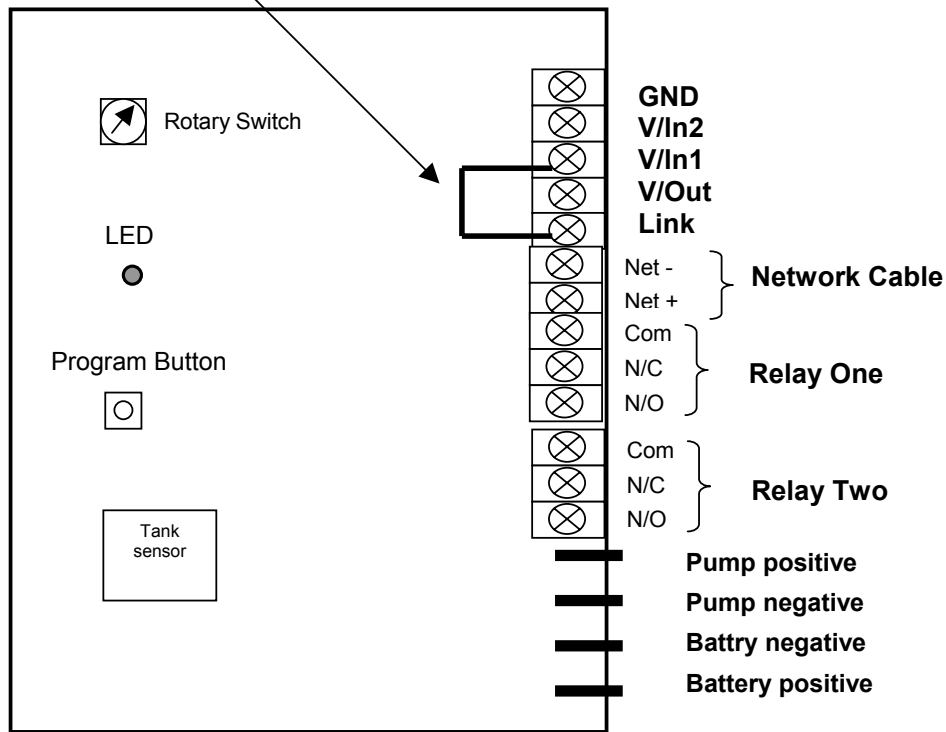 Rotary Switch
LED
Program Button
Tank
sensor
GND
V/In2
V/In1
V/Out
Link
Net -
Net +
Network Cable
Com
N/C
N/O
Relay One
Com
N/C
N/O
Relay Two
Pump positive
Pump negative
Battry negative
Battery positive